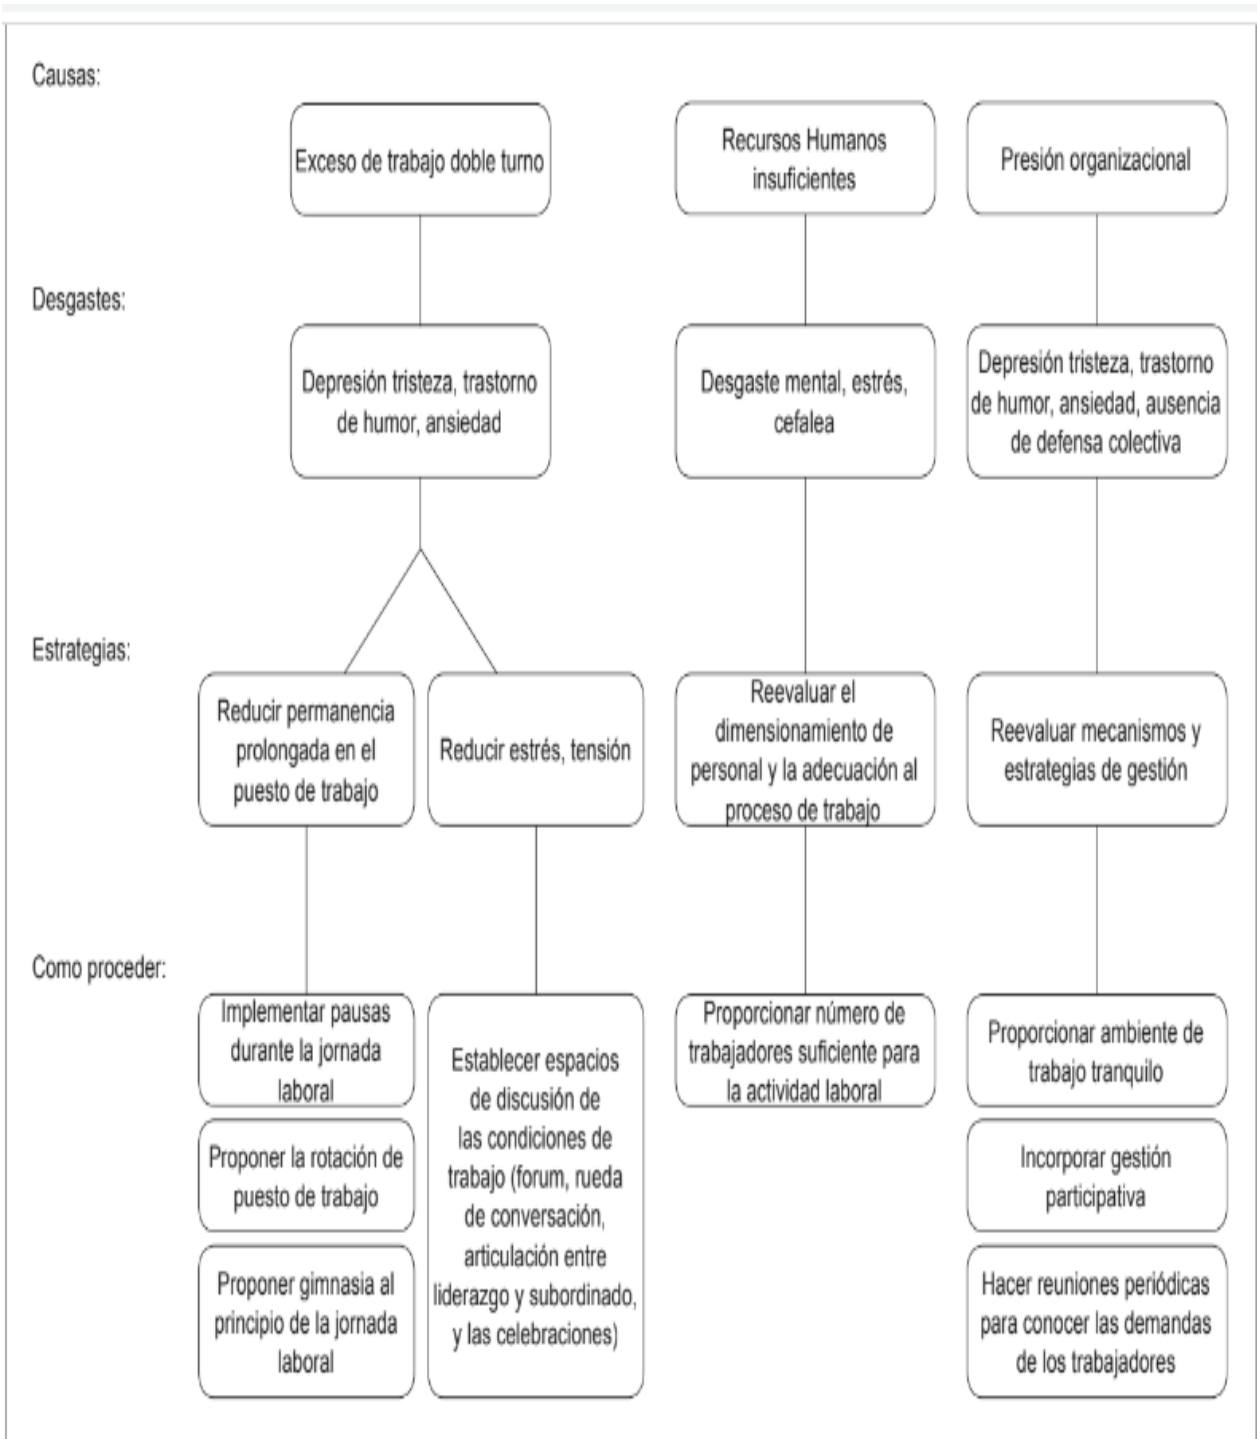 Causas:
Exceso de trabajo doble turno
Recursos Humanos
insuficientes
Presión organizacional
Desgastes:
Depresión tristeza, trastorno
de humor, ansiedad
Desgaste mental, estrés,
cefalea
Depresión tristeza, trastorno
de humor, ansiedad, ausencia
de defensa colectiva
Estrategias:
Reducir permanencia
prolongada en el
puesto de trabajo
Reducir estrés, tensión
Reevaluar el
dimensionamiento de
personal y la adecuación al
proceso de trabajo
Reevaluar mecanismos y
estrategias de gestión
Como proceder:
Implementar pausas
durante la jornada
laboral
Proponer la rotación de
puesto de trabajo
Proponer gimnasia al
principio de la jornada
laboral
Establecer espacios
de discusión de
las condiciones de
trabajo (forum, rueda
de conversación,
articulación entre
liderazgo y subordinado,
y las celebraciones)
Proporcionar número de
trabajadores suficiente para
la actividad laboral
Proporcionar ambiente de
trabajo tranquilo
Incorporar gestión
participativa
Hacer reuniones periódicas
para conocer las demandas
de los trabajadores